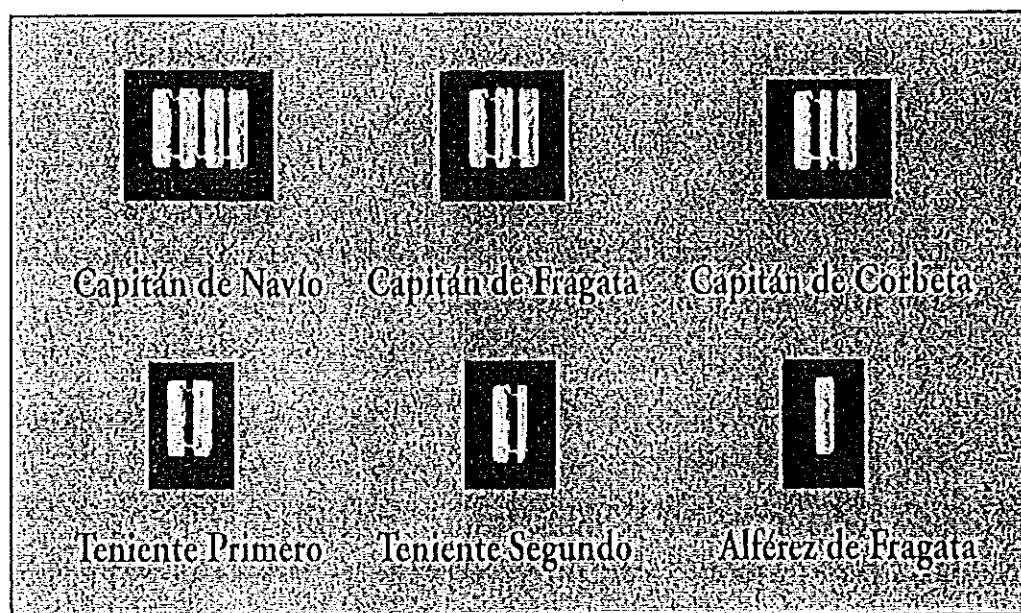 Capitán de Navío Capitán de Fragata Capitán de Corbeta
Teniente Primero Teniente Segundo Alférez de Fragata